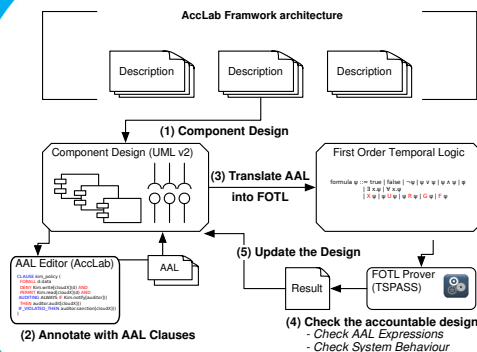 AccLab Framwork architecture
Description
Description
Description
(1) Component Design
Component Design (UML v2)
(3) Translate AAL
into FOTL
First Order Temporal Logic
formula φ ::= true | false | ¬φ | φ ∨ φ | φ ∧ φ | φ
| ∃ x.φ | ∀ x.φ
| X φ | φ U φ | φ R φ | G φ | F φ
AAL Editor (AccLab)
CLAUSE kim_policy (
FORALL d:data
DENY Kim.write[cloudX](d) AND
PERMIT Kim.read[cloudX](d) AND
AUDITING ALWAYS IF Kim.notify[auditor]()
THEN auditor.audit[cloudX]()
IF_VIOLATED_THEN auditor.sanction[cloudX]()
)
AAL
(2) Annotate with AAL Clauses
(5) Update the Design
Result
FOTL Prover
(TSPASS)
(4) Check the accountable design
- Check AAL Expressions
- Check System Behaviour